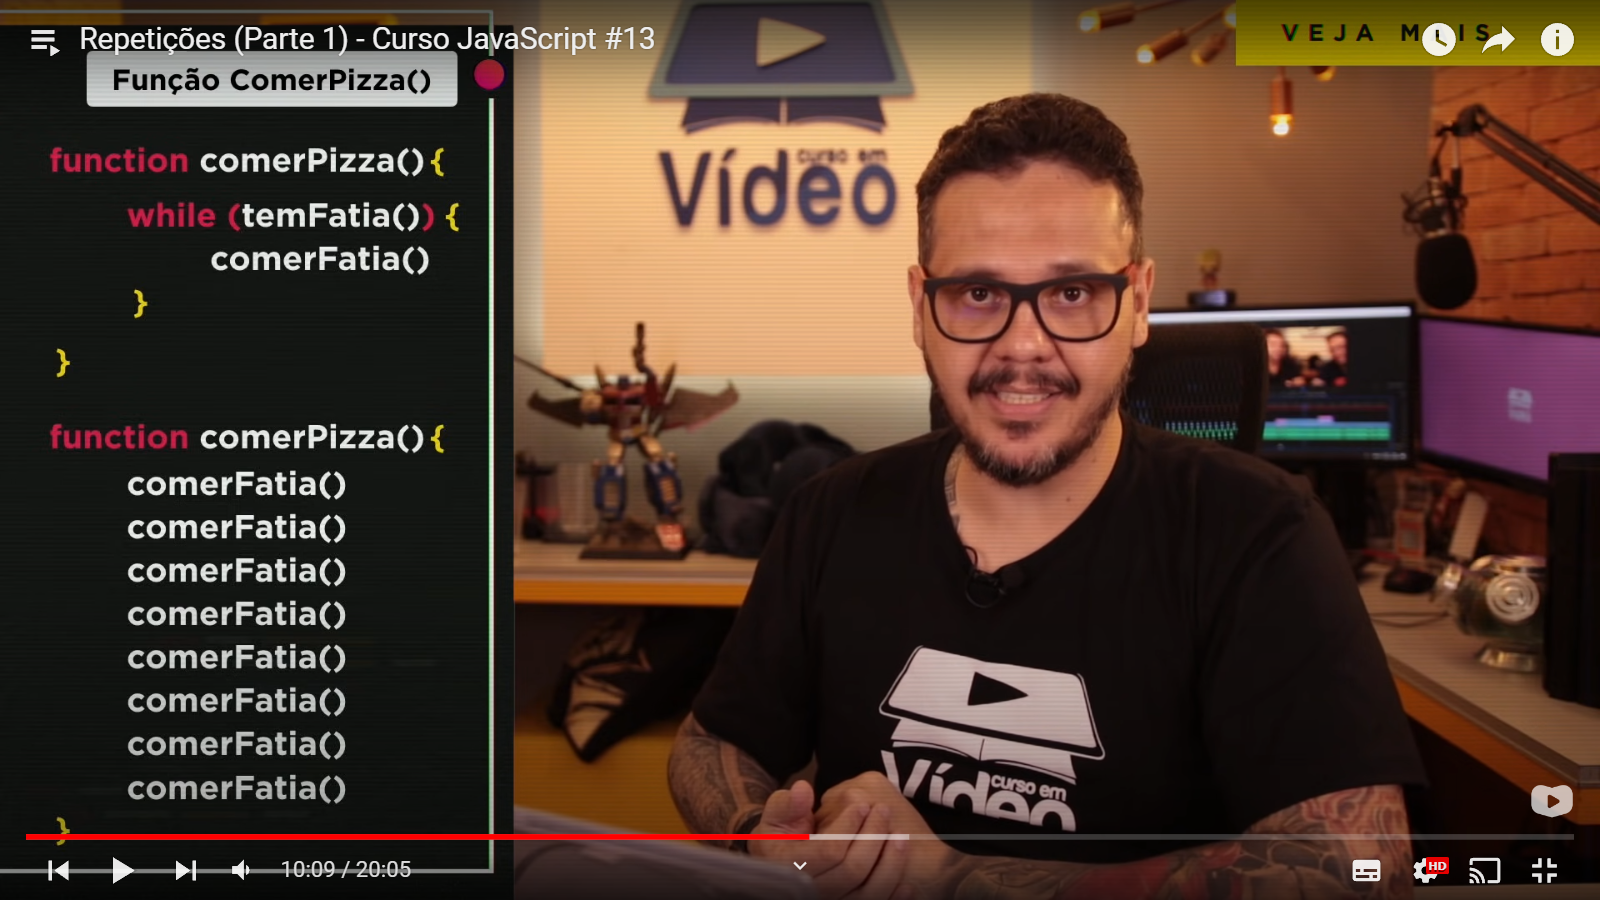 Repetições (Parte 1) - Curso JavaScript #13
VEJA M IS
Função ComerPizza()
function comerPizza() {
while (temFatia()) {
comerFatia()
}
}
function comerPizza() {
comerFatia()
comerFatia()
comerFatia()
comerFatia()
comerFatia()
comerFatia()
comerFatia()
comerFatia()
}
curso em
Vídeo
curso em
Vídeo
10:09 / 20:05
HD